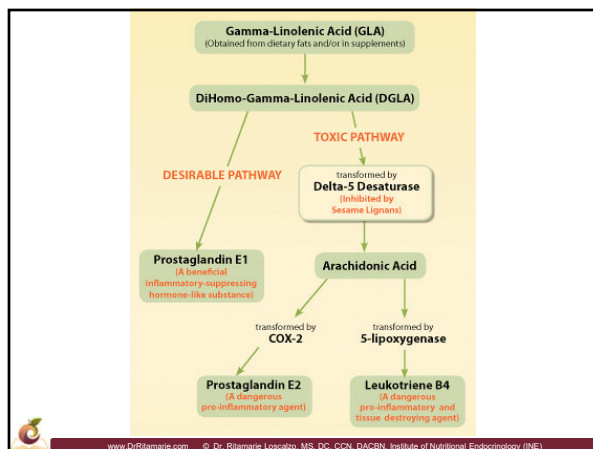 Gamma-Linolenic Acid (GLA)
(Obtained from dietary fats and/or in supplements)
DiHomo-Gamma-Linolenic Acid (DGLA)
TOXIC PATHWAY
DESIRABLE PATHWAY
transformed by
Delta-5 Desaturase
(Inhibited by
Sesame Lignans)
Prostaglandin E1
(A beneficial
inflammatory-suppressing
hormone-like substance)
Arachidonic Acid
transformed by
COX-2
transformed by
5-lipoxygenase
Prostaglandin E2
(A dangerous
pro-inflammatory agent)
Leukotriene B4
(A dangerous
pro-inflammatory and
tissue destroying agent)
www.DrRitamarie.com © Dr. Ritamarie Loscalzo, MS, DC, CCN, DACBN, Institute of Nutritional Endocrinology (INE)